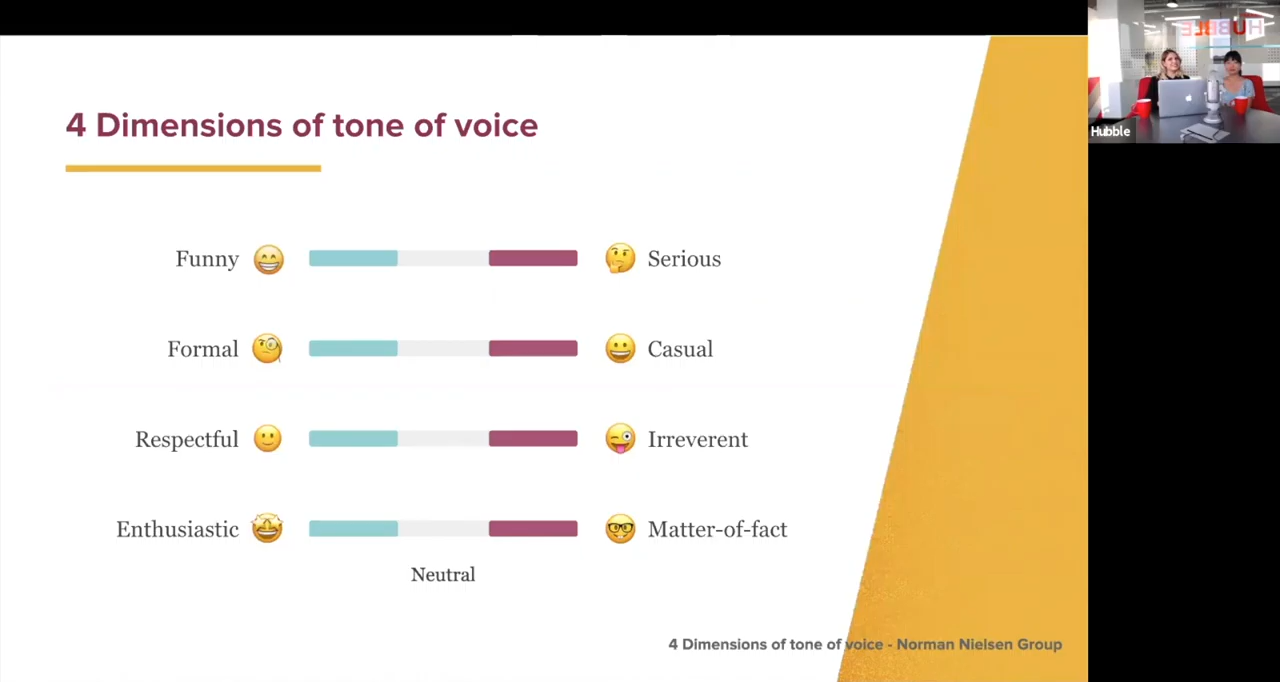 4 Dimensions of tone of voice
Funny Serious
Formal Casual
Respectful Irreverent
Enthusiastic Matter-of-fact
Neutral
4 Dimensions of tone of voice - Norman Nielsen Group
HUBBLE
Hubble